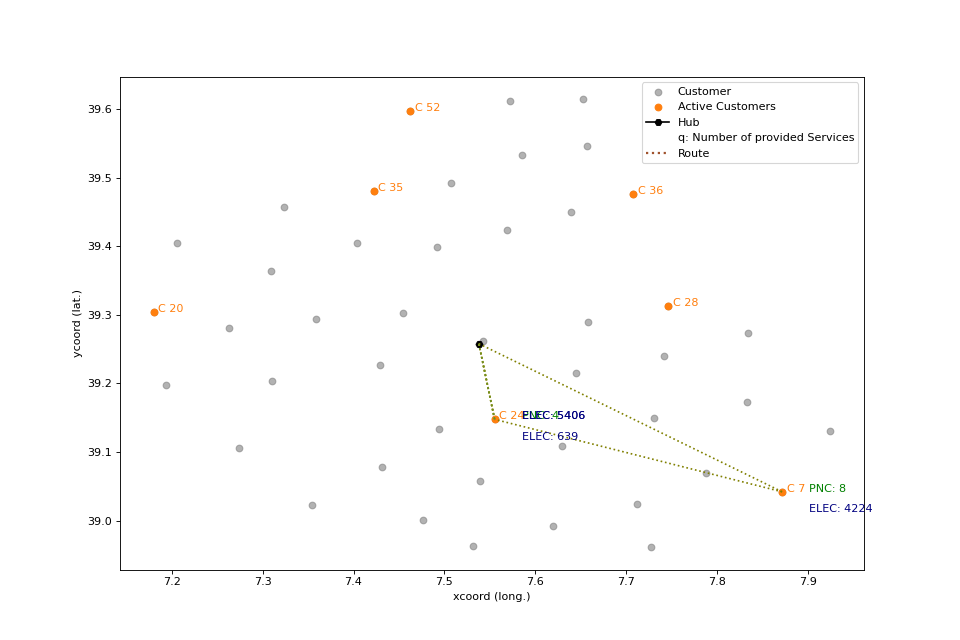 Customer
Active Customers
Hub
q: Number of provided Services
Route
C 52
C 35
C 36
C 20
C 28
C 24
ELEC: 5406
ELEC: 639
C 7 PNC: 8
ELEC: 4224
39.6
39.5
39.4
39.3
39.2
39.1
39.0
ycoord (lat.)
7.2 7.3 7.4 7.5 7.6 7.7 7.8 7.9
xcoord (long.)